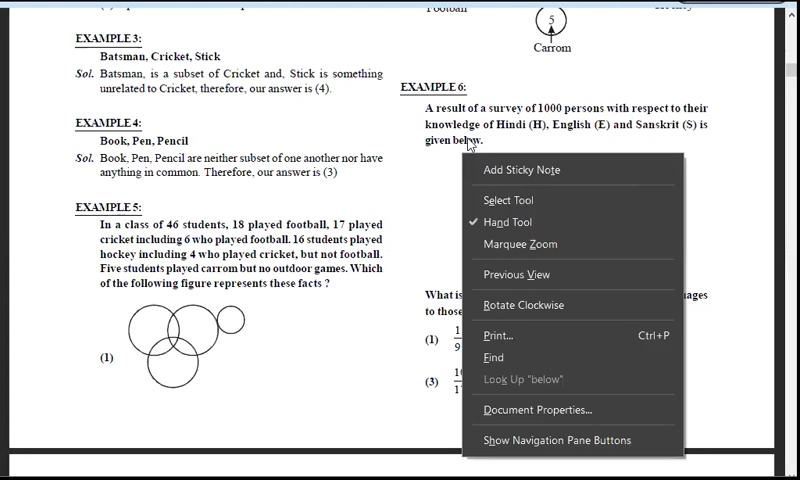 EXAMPLE 3:
Batsman, Cricket, Stick
Sol. Batsman, is a subset of Cricket and, Stick is something
unrelated to Cricket, therefore, our answer is (4).
EXAMPLE 4:
Book, Pen, Pencil
Sol. Book, Pen, Pencil are neither subset of one another nor have
anything in common. Therefore, our answer is (3)
EXAMPLE 5:
In a class of 46 students, 18 played football, 17 played
cricket including 6 who played football. 16 students played
hockey including 4 who played cricket, but not football.
Five students played carrom but no outdoor games. Which
of the following figure represents these facts ?
(1)
Football
5
Carrom
EXAMPLE 6:
A result of a survey of 1000 persons with respect to their
knowledge of Hindi (H), English (E) and Sanskrit (S) is
given below.
What is
to those
(1)
(3)
Add Sticky Note
Select Tool
Hand Tool
Marquee Zoom
Previous View
Rotate Clockwise
Print... Ctrl+P
Find
Look Up "below"
Document Properties...
Show Navigation Pane Buttons